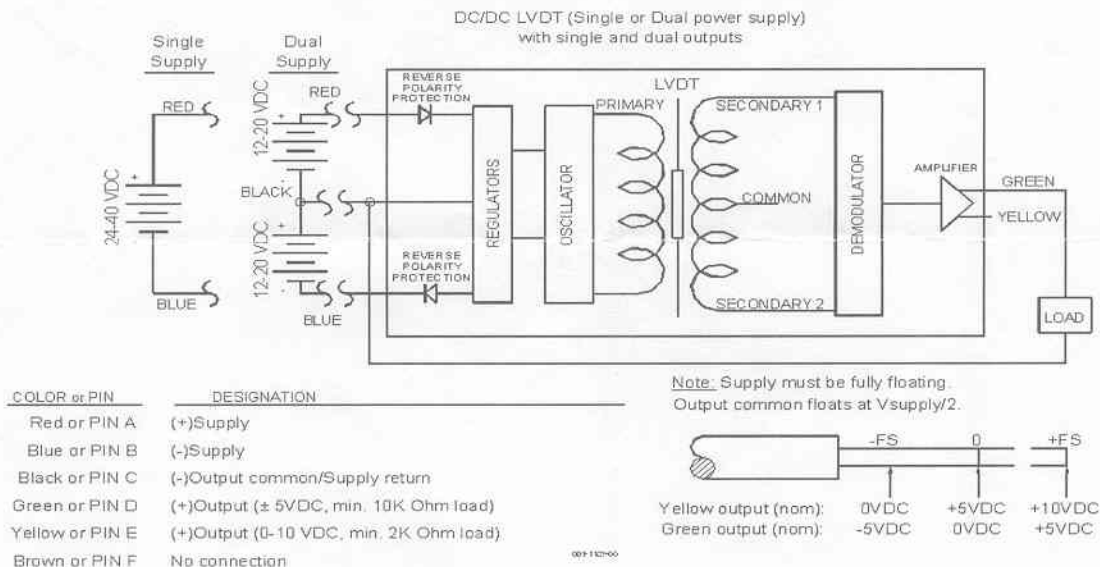 DC/DC LVDT (Single or Dual power supply)
with single and dual outputs
Single
Supply
Dual
Supply
RED
RED
24-40 VDC
12-20 VDC
12-20 VDC
BLACK
BLUE
BLUE
REVERSE
POLARITY
PROTECTION
REVERSE
POLARITY
PROTECTION
REGULATORS
OSCILLATOR
LVDT
PRIMARY
SECONDARY 1
COMMON
SECONDARY 2
DEMODULATOR
AMPLIFIER
GREEN
YELLOW
LOAD
COLOR or PIN DESIGNATION
Red or PIN A (+)Supply
Blue or PIN B (-)Supply
Black or PIN C (-)Output common/Supply return
Green or PIN D (+)Output (± 5VDC, min. 10K Ohm load)
Yellow or PIN E (+)Output (0-10 VDC, min. 2K Ohm load)
Brown or PIN F No connection
Note: Supply must be fully floating.
Output common floats at Vsupply/2.
-FS 0 +FS
Yellow output (nom): 0VDC +5VDC +10VDC
Green output (nom): -5VDC 0VDC +5VDC